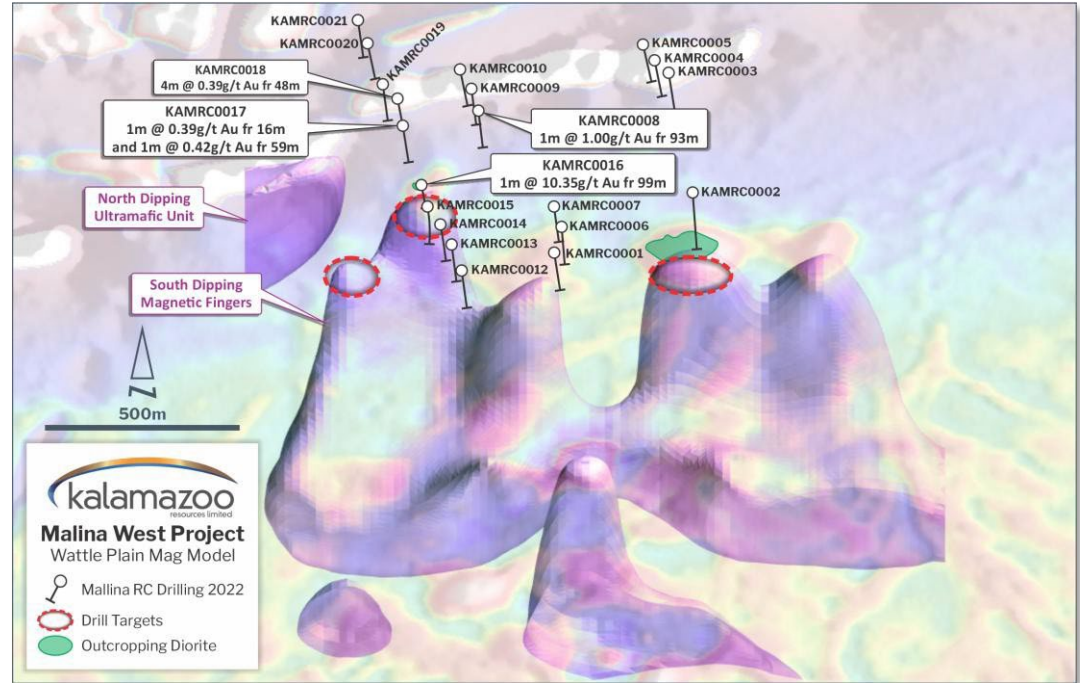 KAMRC0021
KAMRC0020
KAMRC0019
KAMRC0018
4m @ 0.39g/t Au fr 48m
KAMRC0017
1m @ 0.39g/t Au fr 16m
and 1m @ 0.42g/t Au fr 59m
KAMRC0010
KAMRC0009
KAMRC0005
KAMRC0004
KAMRC0003
KAMRC0008
1m @ 1.00g/t Au fr 93m
KAMRC0016
1m @ 10.35g/t Au fr 99m
KAMRC0015
KAMRC0014
KAMRC0013
KAMRC0012
KAMRC0007
KAMRC0006
KAMRC0001
KAMRC0002
North Dipping
Ultramafic Unit
South Dipping
Magnetic Fingers
N
500m
kalamazoo
resources limited
Malina West Project
Wattle Plain Mag Model
Mallina RC Drilling 2022
Drill Targets
Outcropping Diorite